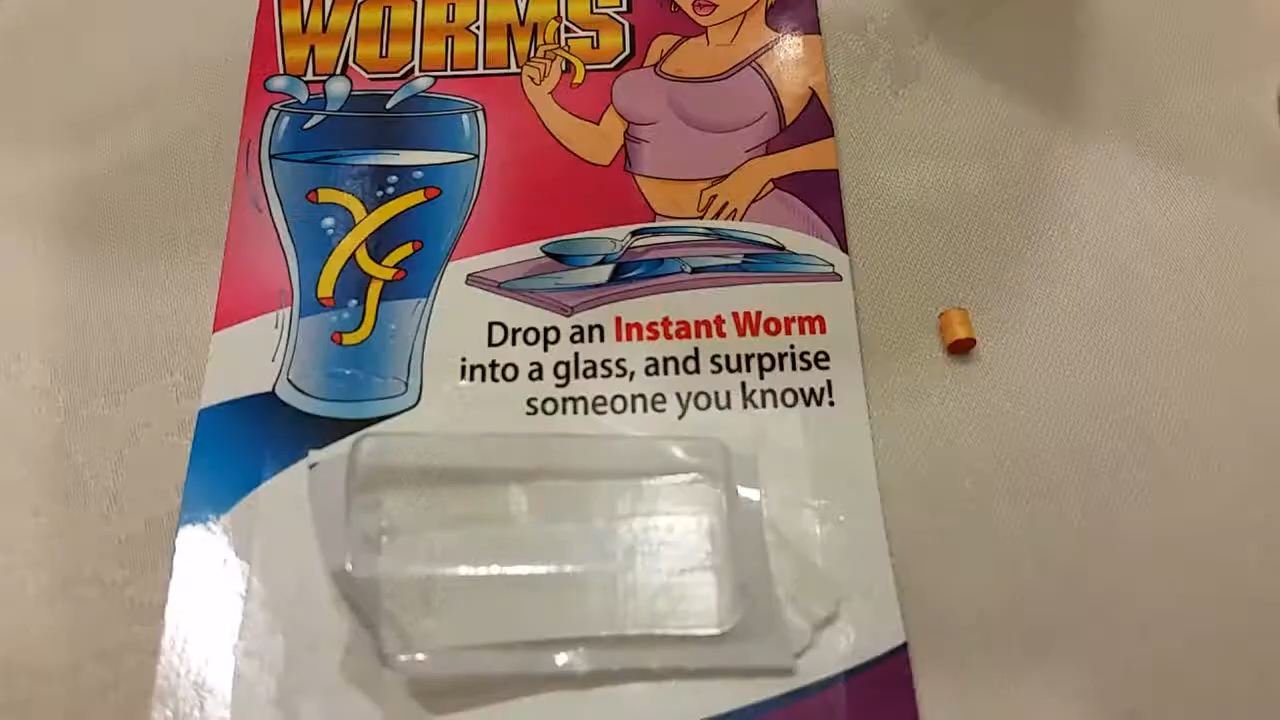 WORMS
Drop an Instant Worm
into a glass, and surprise
someone you know!